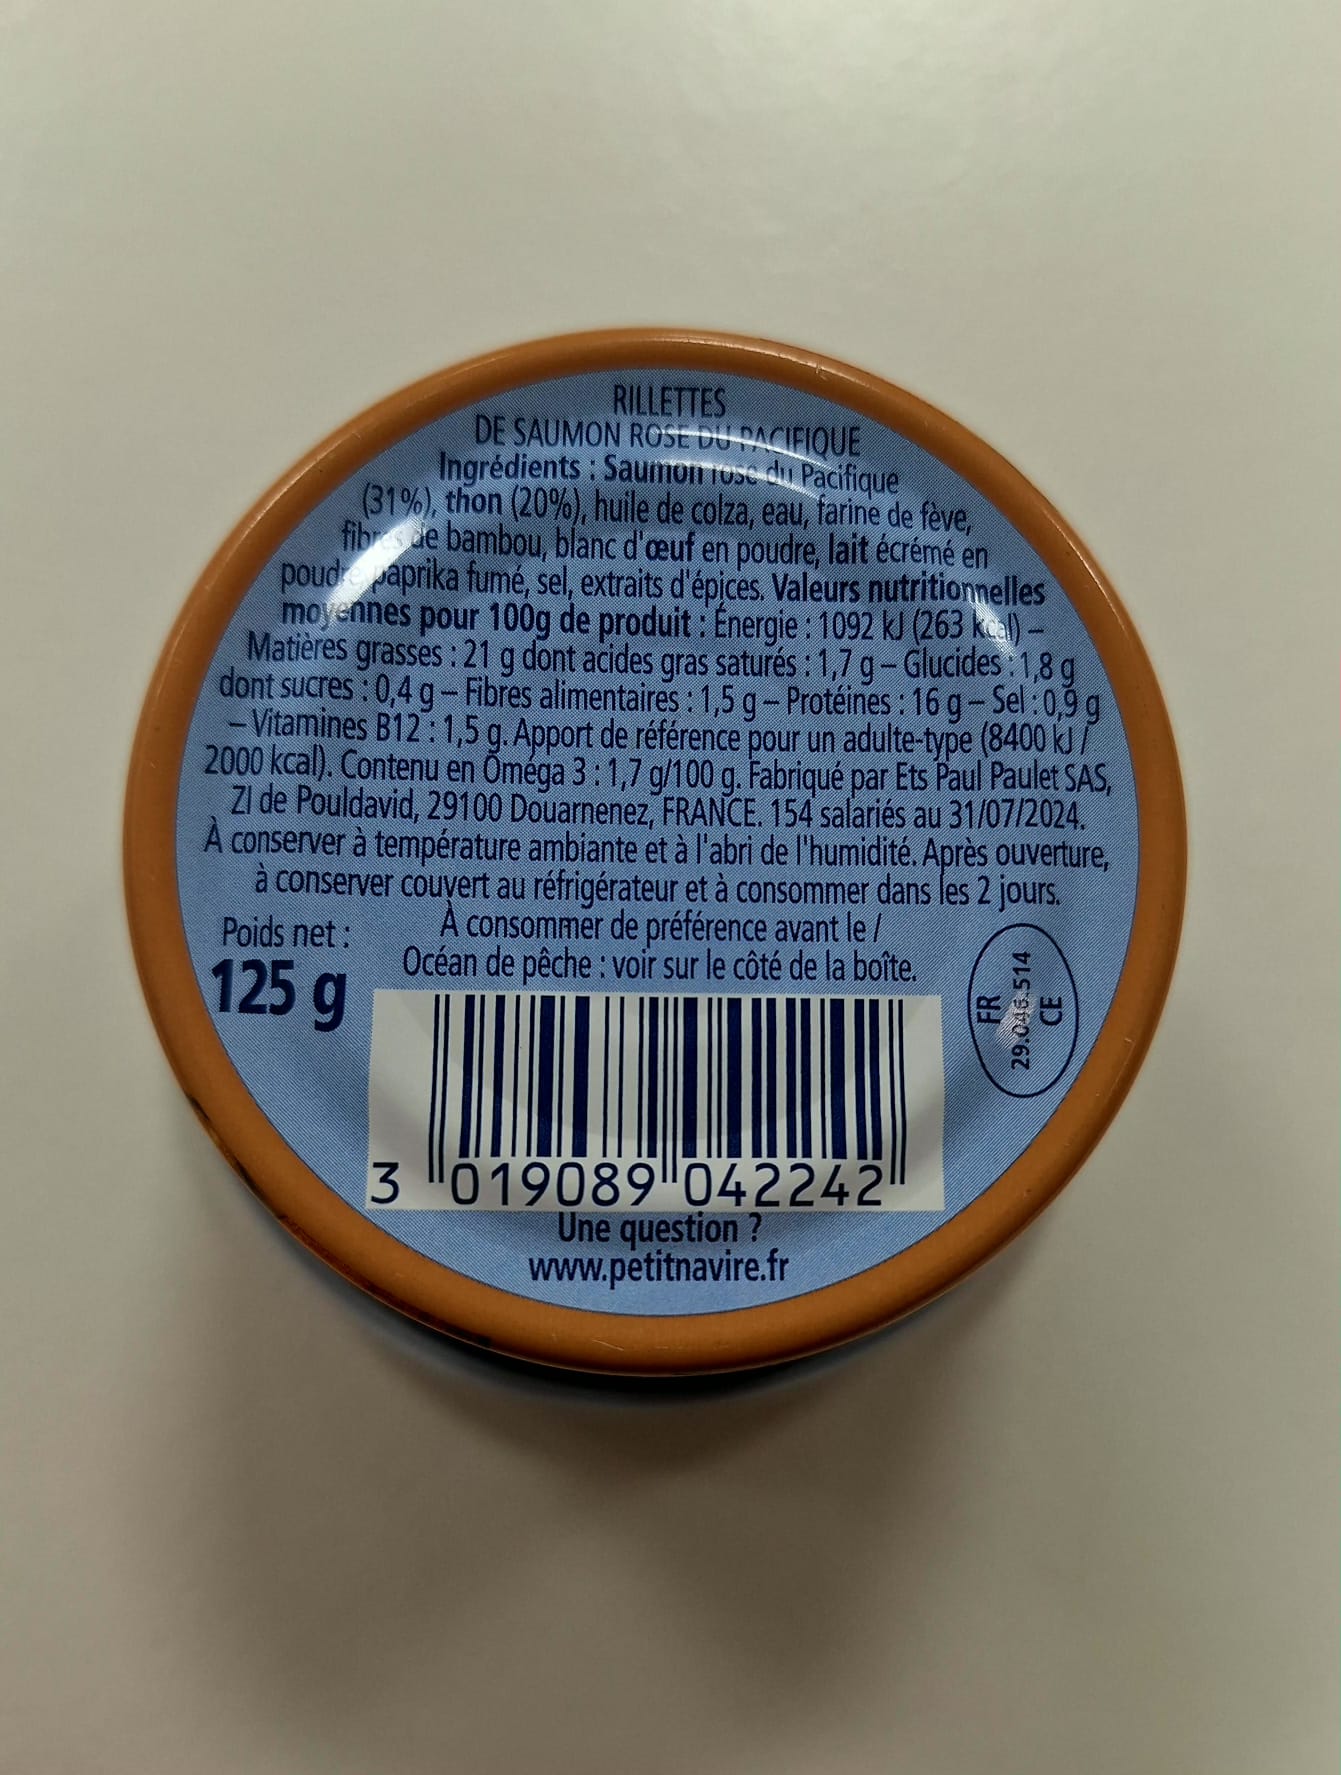 RILLETTES
DE SAUMON ROSE DU PACIFIQUE
Ingrédients : Saumon rose du Pacifique
(31%), thon (20%), huile de colza, eau, farine de fève,
fibres de bambou, blanc d'œuf en poudre, lait écrémé en
poudre, paprika fumé, sel, extraits d'épices. Valeurs nutritionnelles
moyennes pour 100g de produit : Énergie : 1092 kJ (263 kcal) –
Matières grasses : 21 g dont acides gras saturés : 1,7 g – Glucides : 1,8 g
dont sucres : 0,4 g – Fibres alimentaires : 1,5 g – Protéines : 16 g – Sel : 0,9 g
– Vitamines B12 : 1,5 g. Apport de référence pour un adulte-type (8400 kJ /
2000 kcal). Contenu en Oméga 3 : 1,7 g/100 g. Fabriqué par Ets Paul Paulet SAS,
ZI de Pouldavid, 29100 Douarnenez, FRANCE. 154 salariés au 31/07/2024.
À conserver à température ambiante et à l'abri de l'humidité. Après ouverture,
à conserver couvert au réfrigérateur et à consommer dans les 2 jours.
À consommer de préférence avant le /
Océan de pêche : voir sur le côté de la boîte.
Poids net :
125 g
FR
29.046.514
CE
3 019089 042242
Une question ?
www.petitnavire.fr